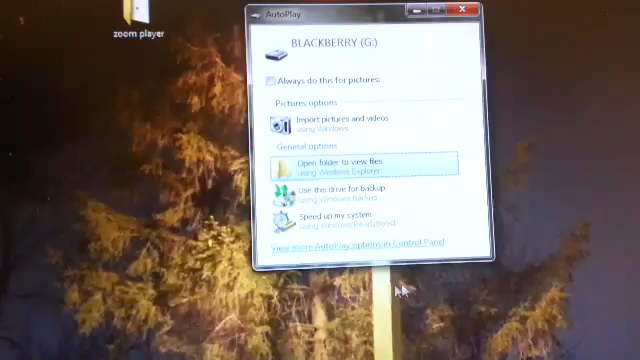 zoom player
AutoPlay
BLACKBERRY (G:)
Always do this for pictures:
Pictures options
Import pictures and videos
using Windows
General options
Open folder to view files
using Windows Explorer
Use this drive for backup
using Windows Backup
Speed up my system
using Windows ReadyBoost
View more AutoPlay options in Control Panel